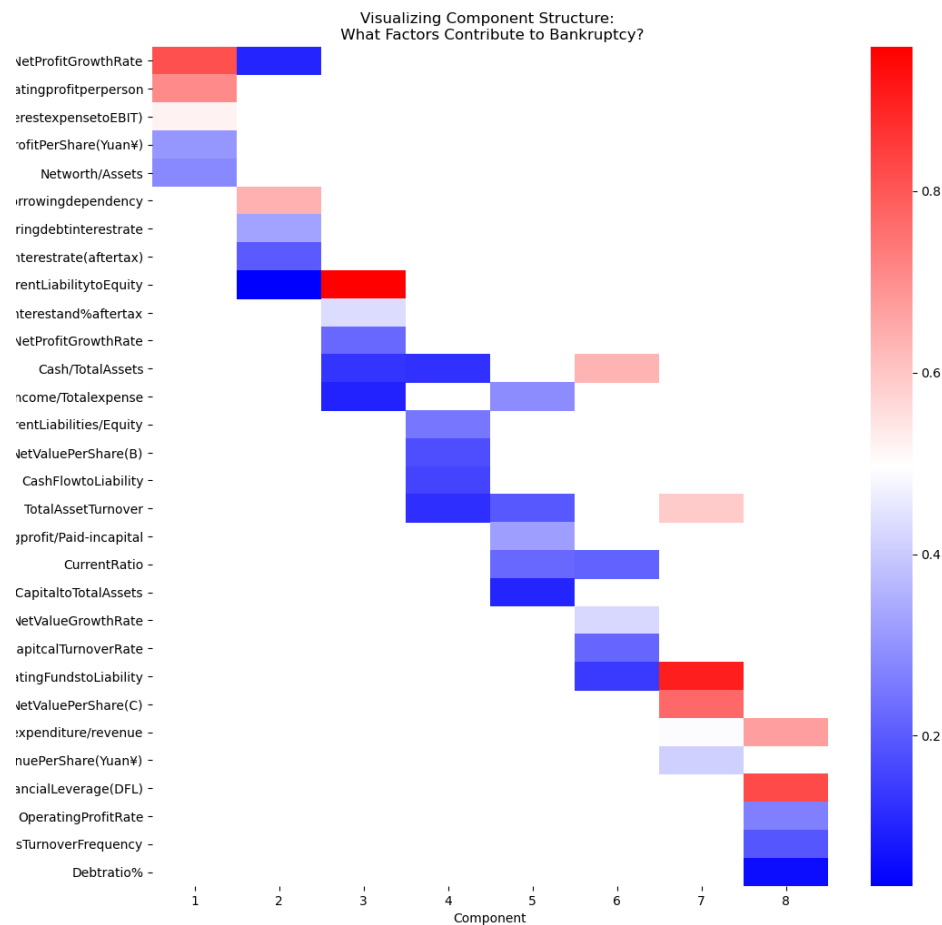 Visualizing Component Structure:
What Factors Contribute to Bankruptcy?
NetProfitGrowthRate
atingprofitperperson
erestexpensetoEBIT)
rofitPerShare(Yuan¥)
Networth/Assets
orrowingdependency
ringdebtinterestrate
nterestrate(aftertax)
rentLiabilitytoEquity
nterestand%aftertax
NetProfitGrowthRate
Cash/TotalAssets
ncome/Totalexpense
rentLiabilities/Equity
NetValuePerShare(B)
CashFlowtoLiability
TotalAssetTurnover
gprofit/Paid-incapital
CurrentRatio
CapitaltoTotalAssets
NetValueGrowthRate
apitcalTurnoverRate
atingFundstoLiability
NetValuePerShare(C)
expenditure/revenue
nuePerShare(Yuan¥)
ancialLeverage(DFL)
OperatingProfitRate
sTurnoverFrequency
Debtratio%
1 2 3 4 5 6 7 8
Component
0.8
0.6
0.4
0.2